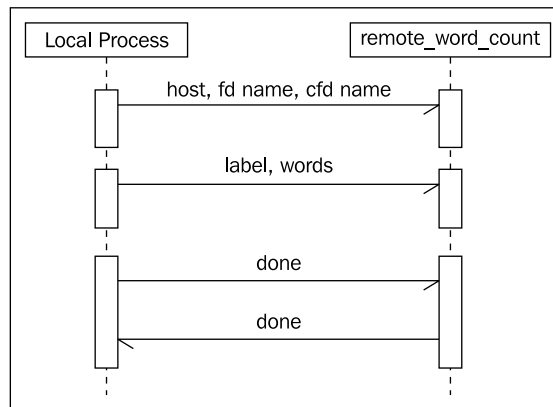 Local Process
remote_word_count
host, fd name, cfd name
label, words
done
done